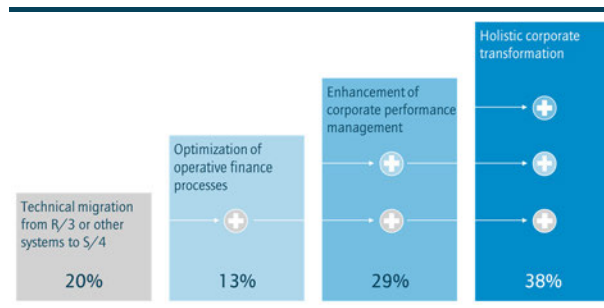 Holistic corporate
transformation
Enhancement of
corporate performance
management
Optimization of
operative finance
processes
Technical migration
from R/3 or other
systems to S/4
20%
13%
29%
38%